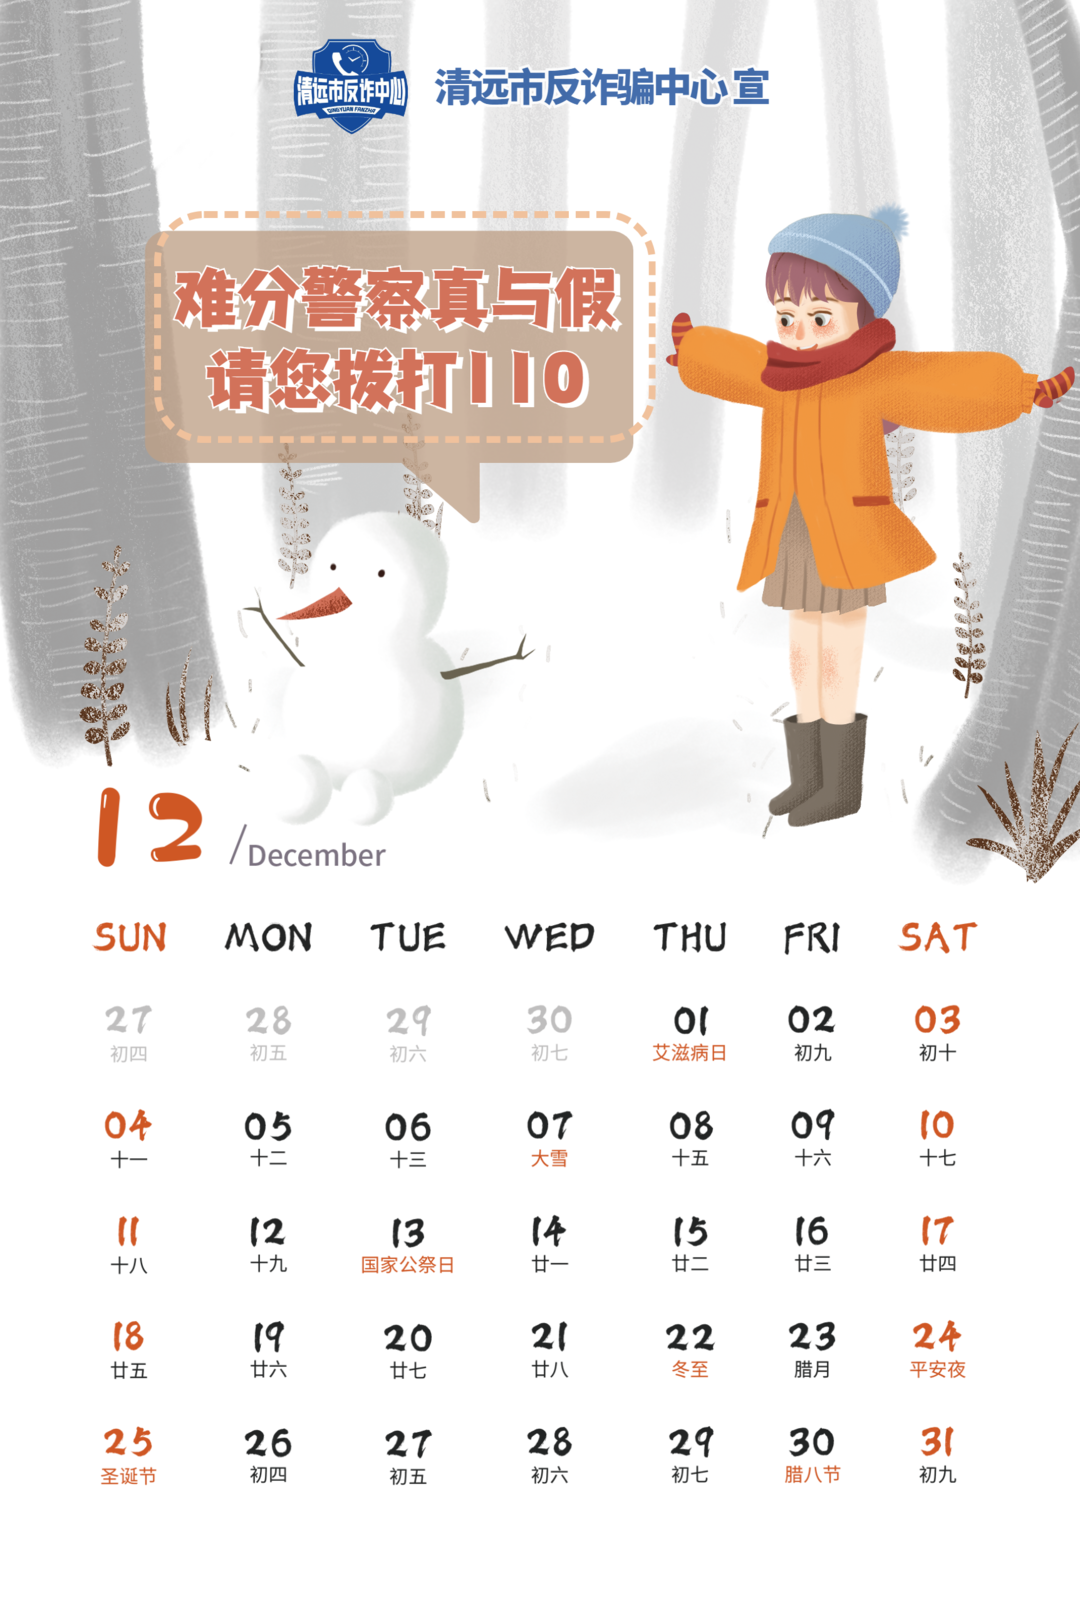 清远市反诈中心
QINGYUAN FANZHA
清远市反诈骗中心 宣
难分警察真与假
请您拨打110
12 /December
SUN MON TUE WED THU FRI SAT
27 28 29 30 01 02 03
初四 初五 初六 初七 艾滋病日 初九 初十
04 05 06 07 08 09 10
十一 十二 十三 大雪 十五 十六 十七
11 12 13 14 15 16 17
十八 十九 国家公祭日 廿一 廿二 廿三 廿四
18 19 20 21 22 23 24
廿五 廿六 廿七 廿八 冬至 腊月 平安夜
25 26 27 28 29 30 31
圣诞节 初四 初五 初六 初七 腊八节 初九